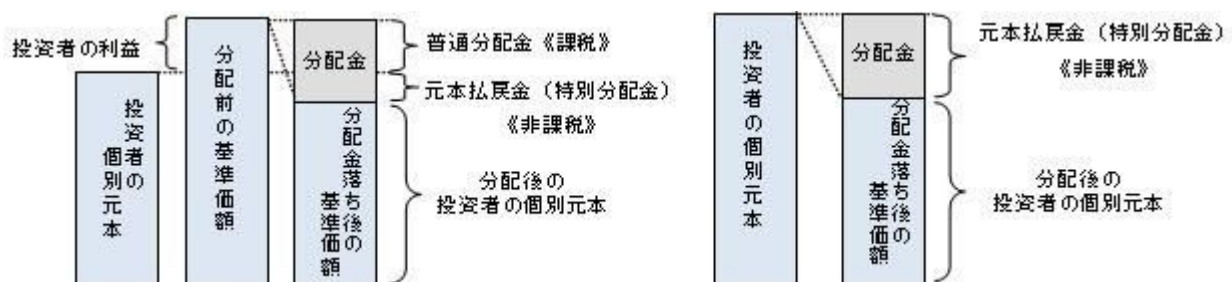 投資者の利益
投資者の
個別元本
分配前の基準価額
分配金
分配金落ち後の
基準価額
普通分配金《課税》
元本払戻金（特別分配金）
《非課税》
分配後の
投資者の個別元本
投資者の個別元本
分配金
分配金落ち後の
基準価額
元本払戻金（特別分配金）
《非課税》
分配後の
投資者の個別元本